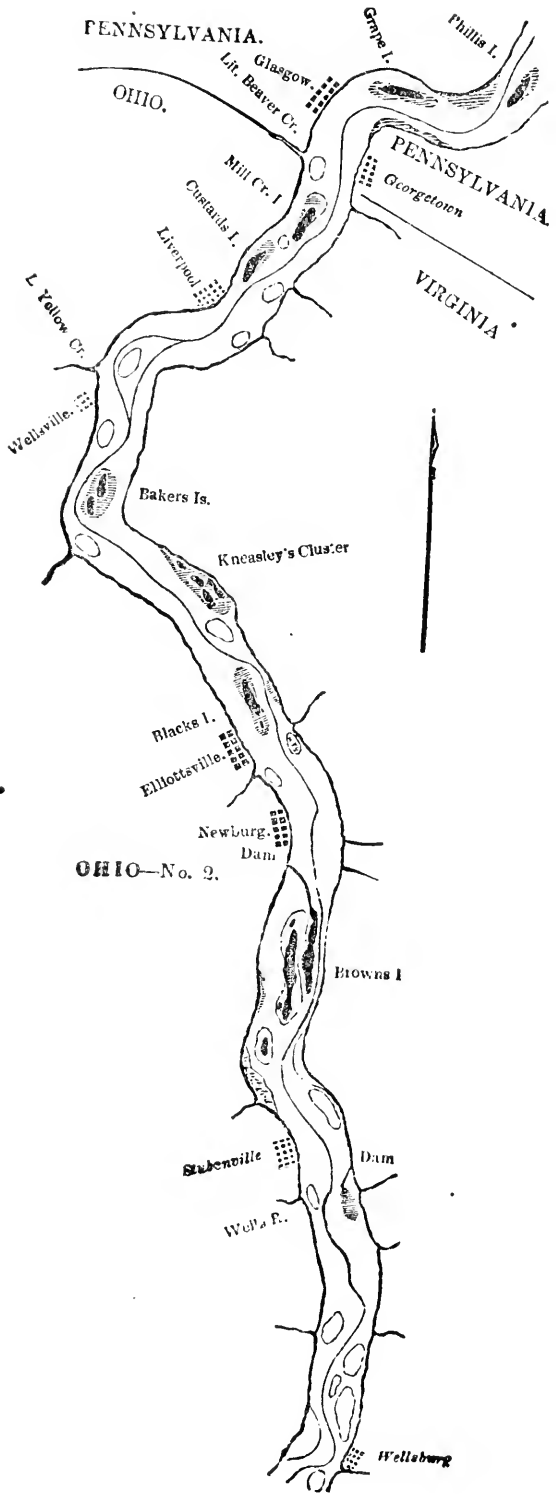 PENNSYLVANIA.
OHIO.
Grape I.
Phillis I.
Glasgow.
Lit. Beaver Cr.
Mill Cr. I
PENNSYLVANIA.
Georgetown
Custards I.
Liverpool
VIRGINIA
L. Yellow Cr.
Wellsville.
Bakers Is.
Kneasley's Cluster
Blacks I.
Elliottsville.
Newburg.
Dam
OHIO—No. 2.
Browns I
Stubenville
Dam
Wells R.
Wellsburg